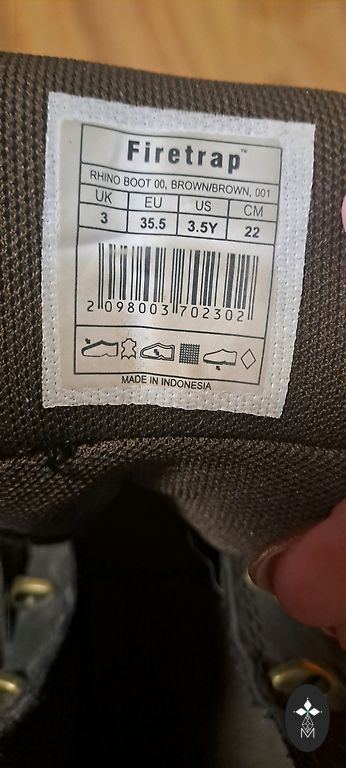 Firetrap™
RHINO BOOT 00, BROWN/BROWN, 001
UK EU US CM
3 35.5 3.5Y 22
2 098003 702302
MADE IN INDONESIA
M